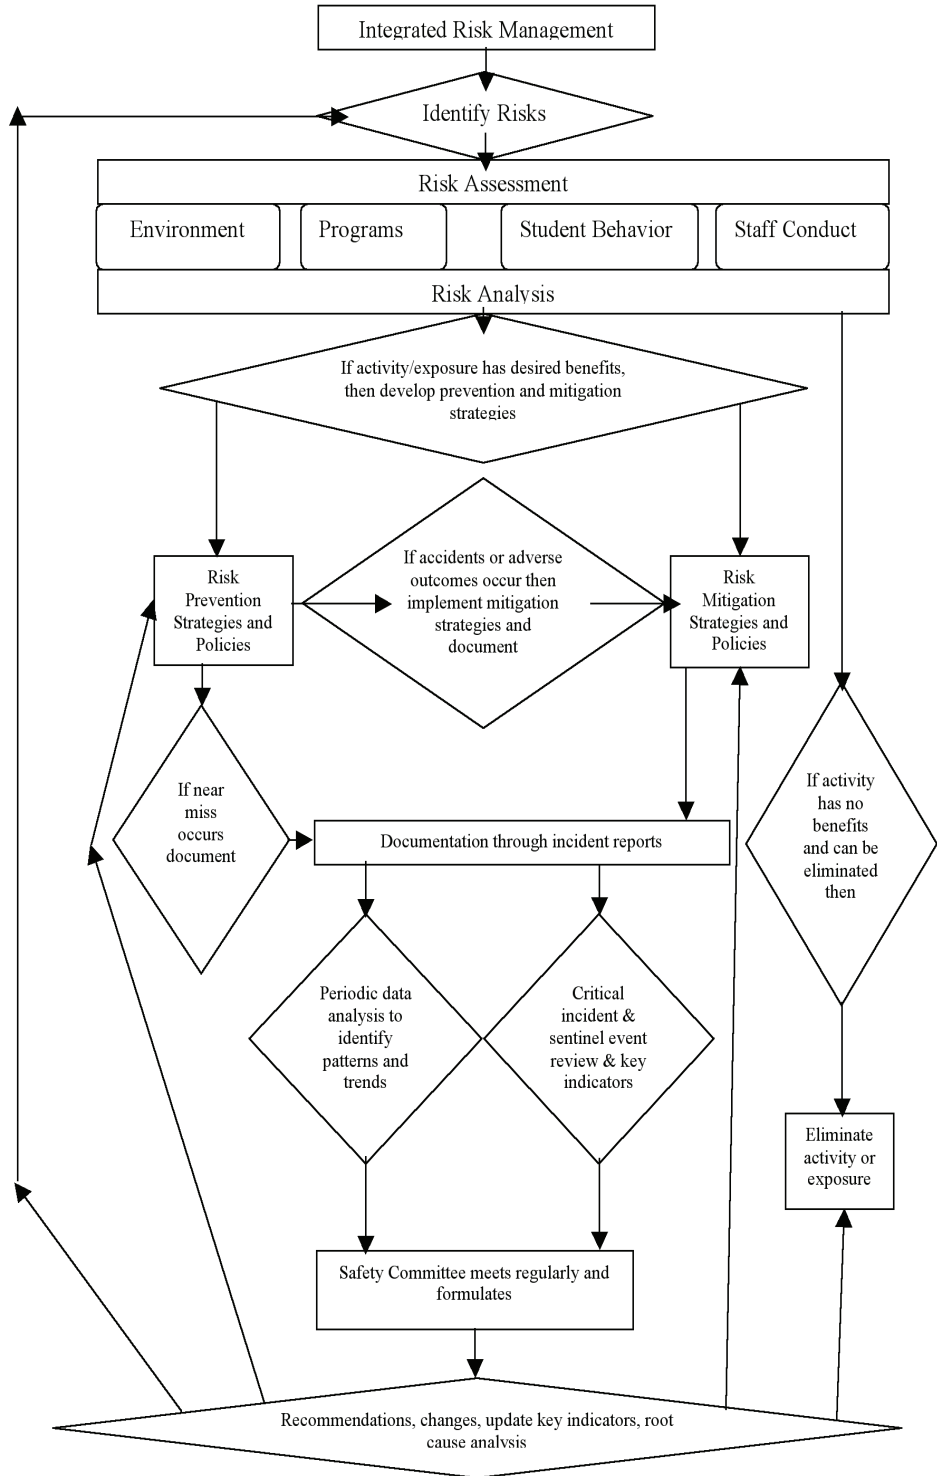 Integrated Risk Management
Identify Risks
Risk Assessment
Environment
Programs
Student Behavior
Staff Conduct
Risk Analysis
If activity/exposure has desired benefits,
then develop prevention and mitigation
strategies
Risk
Prevention
Strategies and
Policies
If accidents or adverse
outcomes occur then
implement mitigation
strategies and
document
Risk
Mitigation
Strategies and
Policies
If near
miss
occurs
document
Documentation through incident reports
If activity
has no
benefits
and can be
eliminated
then
Periodic data
analysis to
identify
patterns and
trends
Critical
incident &
sentinel event
review & key
indicators
Eliminate
activity or
exposure
Safety Committee meets regularly and
formulates
Recommendations, changes, update key indicators, root
cause analysis